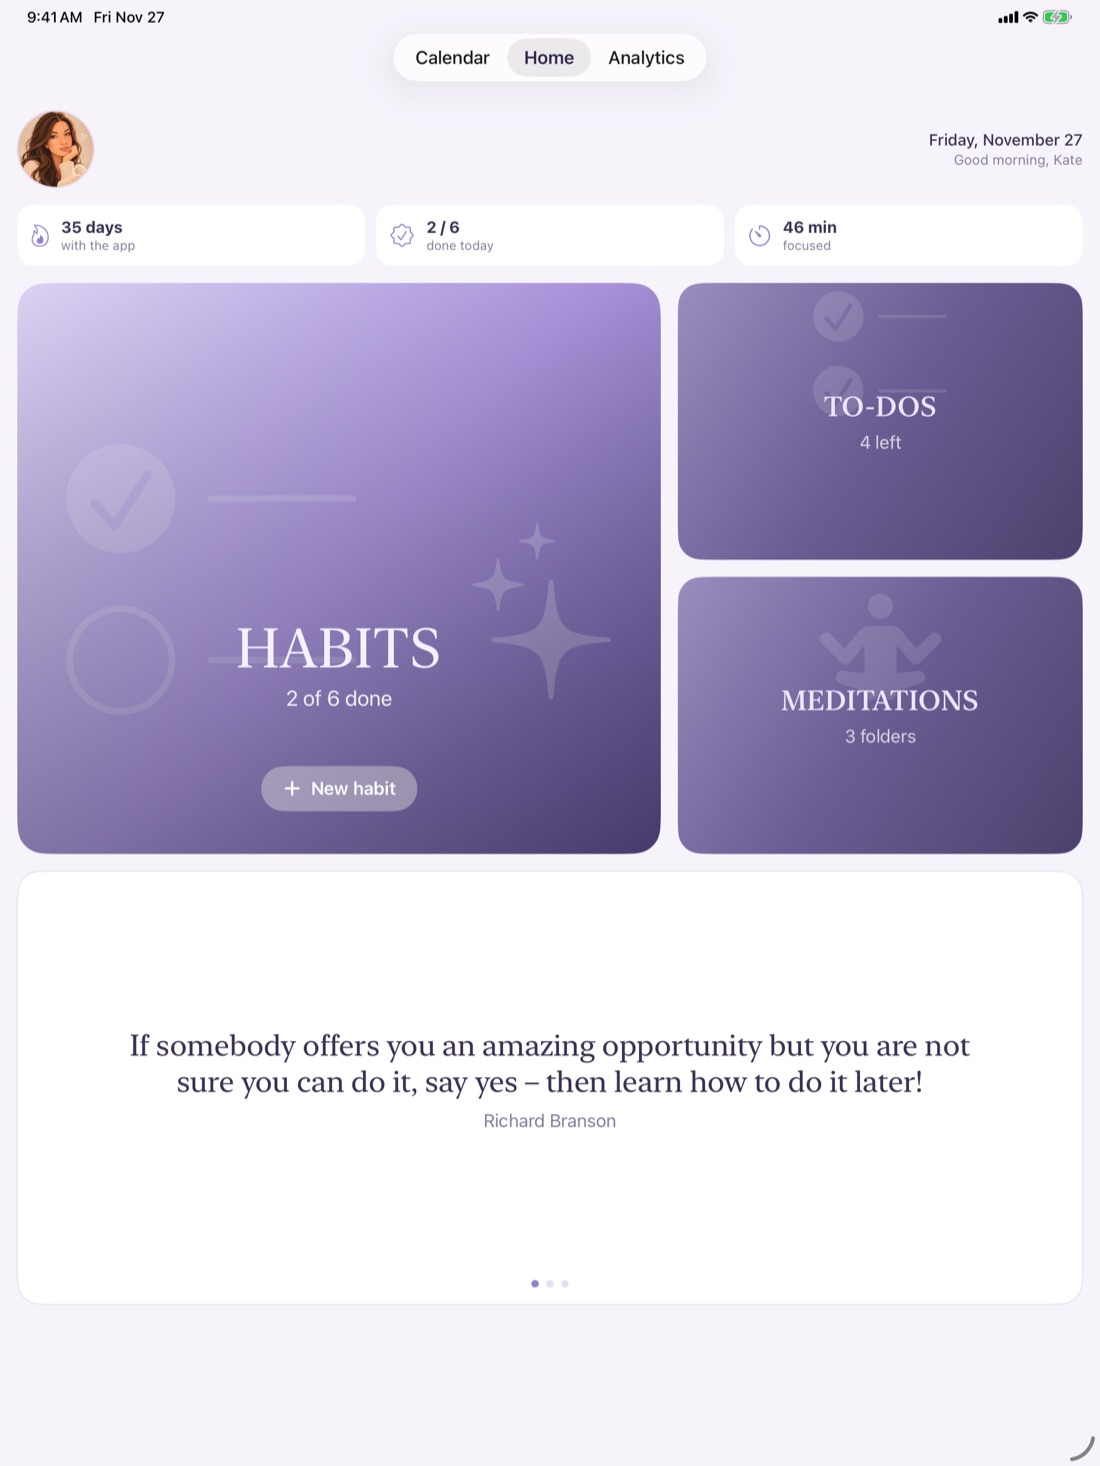 9:41 AM Fri Nov 27
Calendar Home Analytics
Friday, November 27
Good morning, Kate
35 days
with the app
2 / 6
done today
46 min
focused
HABITS
2 of 6 done
+ New habit
TO-DOS
4 left
MEDITATIONS
3 folders
If somebody offers you an amazing opportunity but you are not
sure you can do it, say yes – then learn how to do it later!
Richard Branson